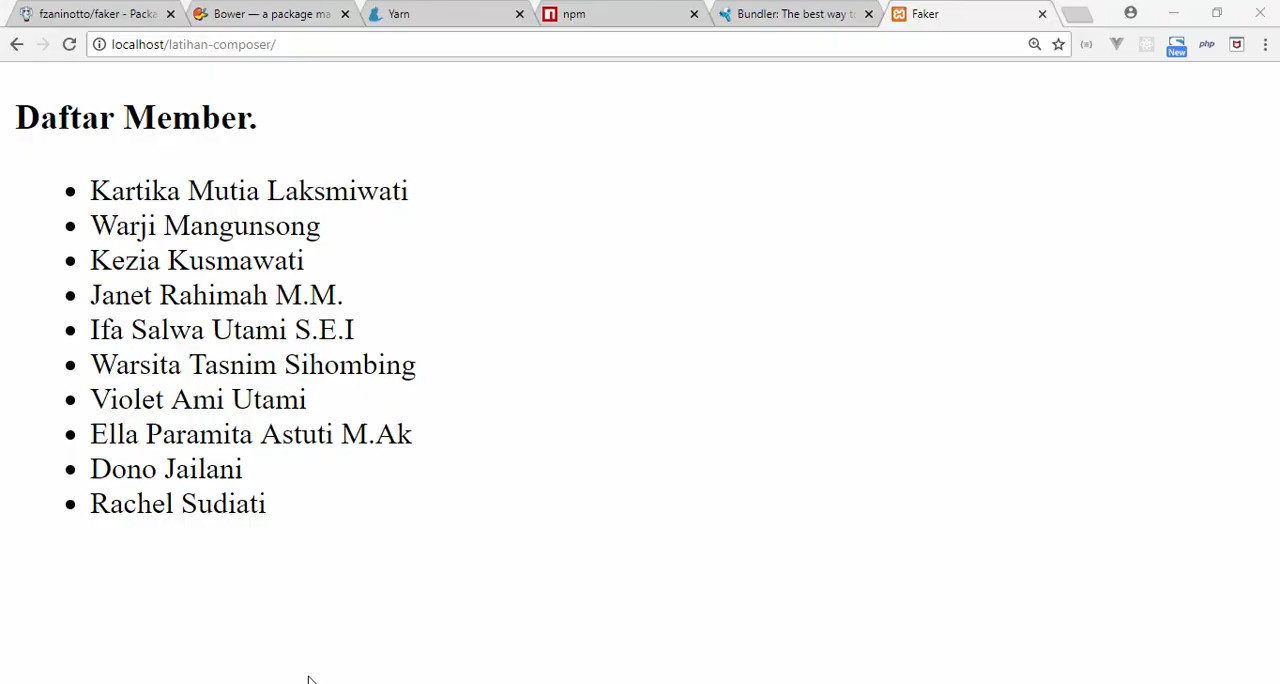 fzaninotto/faker - Packa
Bower — a package ma
Yarn
npm
Bundler: The best way to
Faker
localhost/latihan-composer/
New
php
Daftar Member.
• Kartika Mutia Laksmiwati
• Warji Mangunsong
• Kezia Kusmawati
• Janet Rahimah M.M.
• Ifa Salwa Utami S.E.I
• Warsita Tasnim Sihombing
• Violet Ami Utami
• Ella Paramita Astuti M.Ak
• Dono Jailani
• Rachel Sudiati